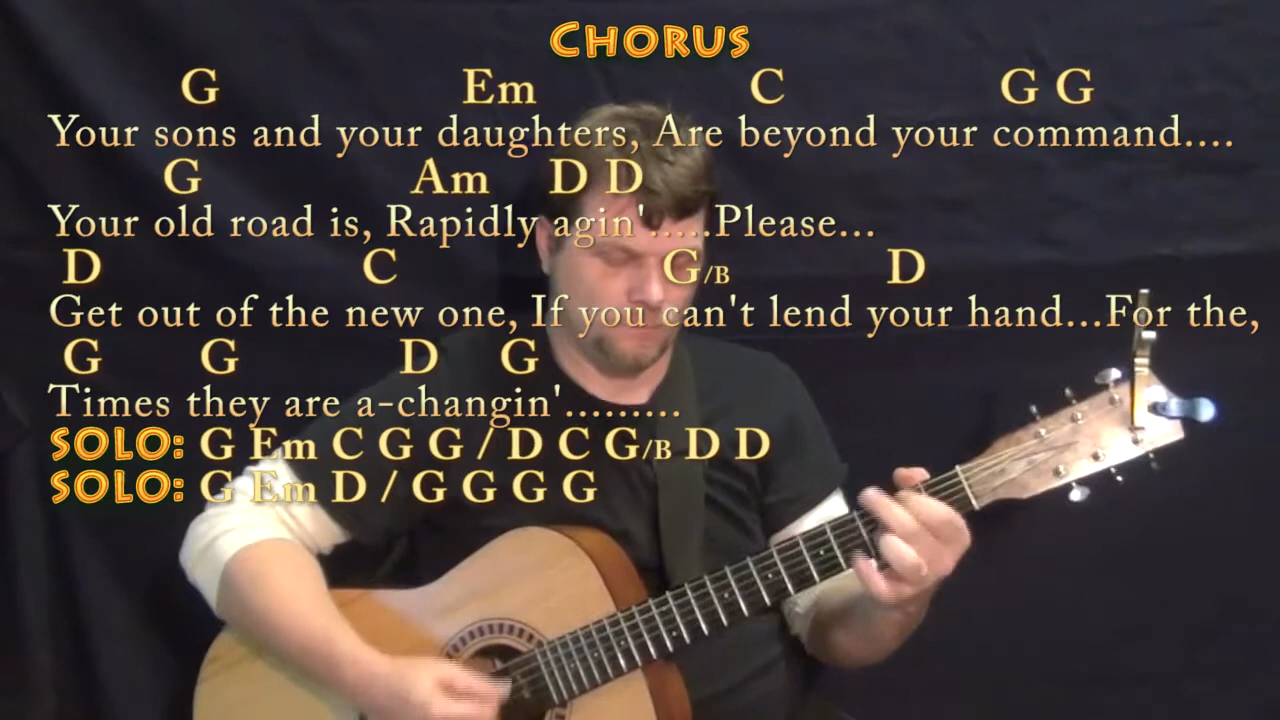 CHORUS
G Em C G G
Your sons and your daughters, Are beyond your command....
G Am D D
Your old road is, Rapidly agin'.....Please...
D C G/B D
Get out of the new one, If you can't lend your hand...For the,
G G D G
Times they are a-changin'.........
SOLO: G Em C G G / D C G/B D D
SOLO: G Em D / G G G G